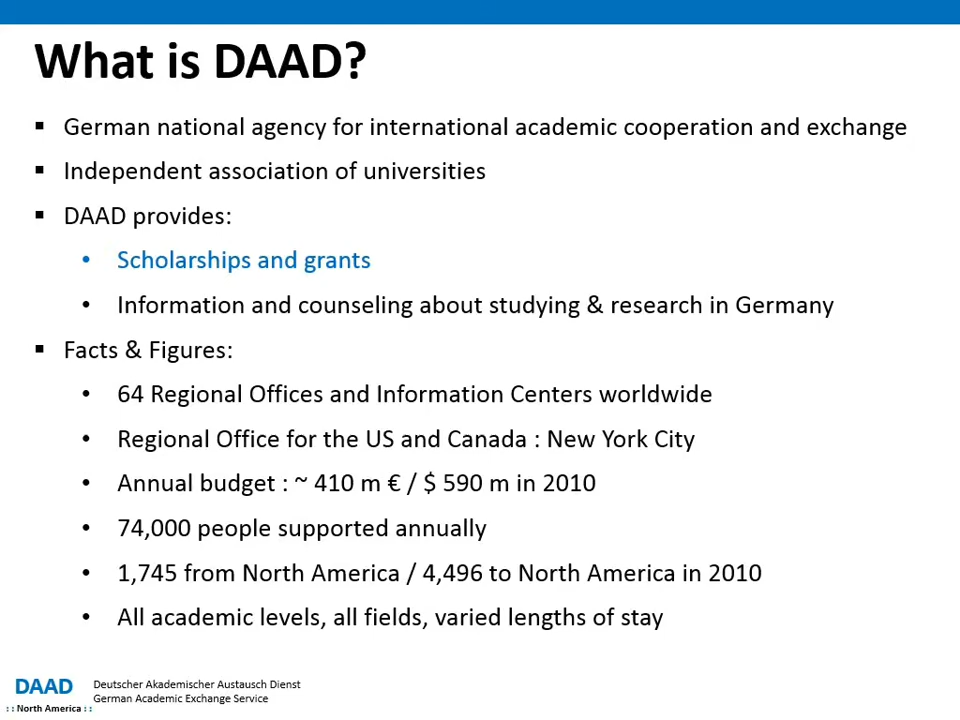 What is DAAD?
▪ German national agency for international academic cooperation and exchange
▪ Independent association of universities
▪ DAAD provides:
• Scholarships and grants
• Information and counseling about studying & research in Germany
▪ Facts & Figures:
• 64 Regional Offices and Information Centers worldwide
• Regional Office for the US and Canada : New York City
• Annual budget : ~ 410 m € / $ 590 m in 2010
• 74,000 people supported annually
• 1,745 from North America / 4,496 to North America in 2010
• All academic levels, all fields, varied lengths of stay
DAAD
: : North America : :
Deutscher Akademischer Austausch Dienst
German Academic Exchange Service